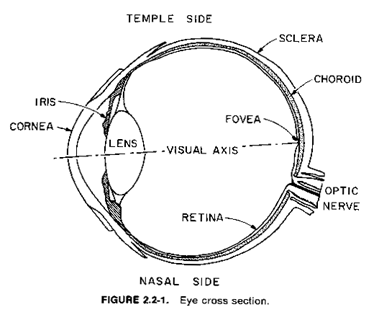 TEMPLE SIDE
SCLERA
CHOROID
IRIS
FOVEA
CORNEA
LENS
VISUAL AXIS
OPTIC
NERVE
RETINA
NASAL SIDE
FIGURE 2.2-1. Eye cross section.